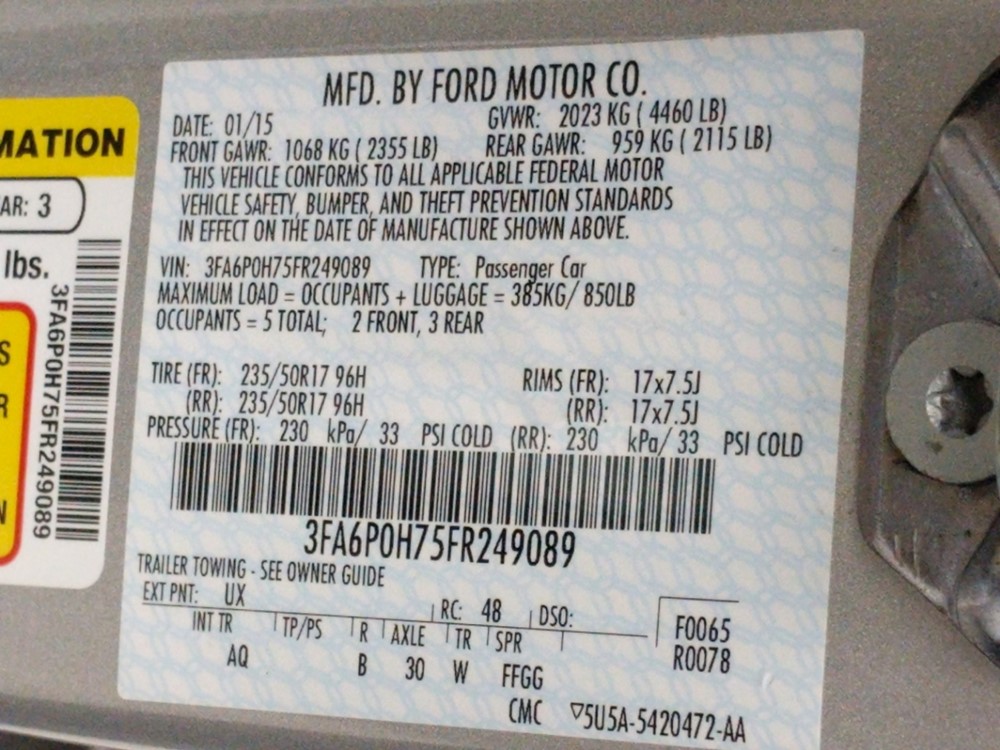 MATION
AR: 3
lbs.
3FA6P0H75FR249089
S
R
N
MFD. BY FORD MOTOR CO.
DATE: 01/15 GVWR: 2023 KG ( 4460 LB)
FRONT GAWR: 1068 KG ( 2355 LB) REAR GAWR: 959 KG ( 2115 LB)
THIS VEHICLE CONFORMS TO ALL APPLICABLE FEDERAL MOTOR
VEHICLE SAFETY, BUMPER, AND THEFT PREVENTION STANDARDS
IN EFFECT ON THE DATE OF MANUFACTURE SHOWN ABOVE.
VIN: 3FA6P0H75FR249089 TYPE: Passenger Car
MAXIMUM LOAD = OCCUPANTS + LUGGAGE = 385KG/ 850LB
OCCUPANTS = 5 TOTAL; 2 FRONT, 3 REAR
TIRE (FR): 235/50R17 96H RIMS (FR): 17x7.5J
(RR): 235/50R17 96H (RR): 17x7.5J
PRESSURE (FR): 230 kPa/ 33 PSI COLD (RR): 230 kPa/ 33 PSI COLD
3FA6P0H75FR249089
TRAILER TOWING - SEE OWNER GUIDE
EXT PNT: UX RC: 48 DSO:
INT TR TP/PS R AXLE TR SPR F0065
AQ B 30 W FFGG R0078
CMC ▽5U5A-5420472-AA